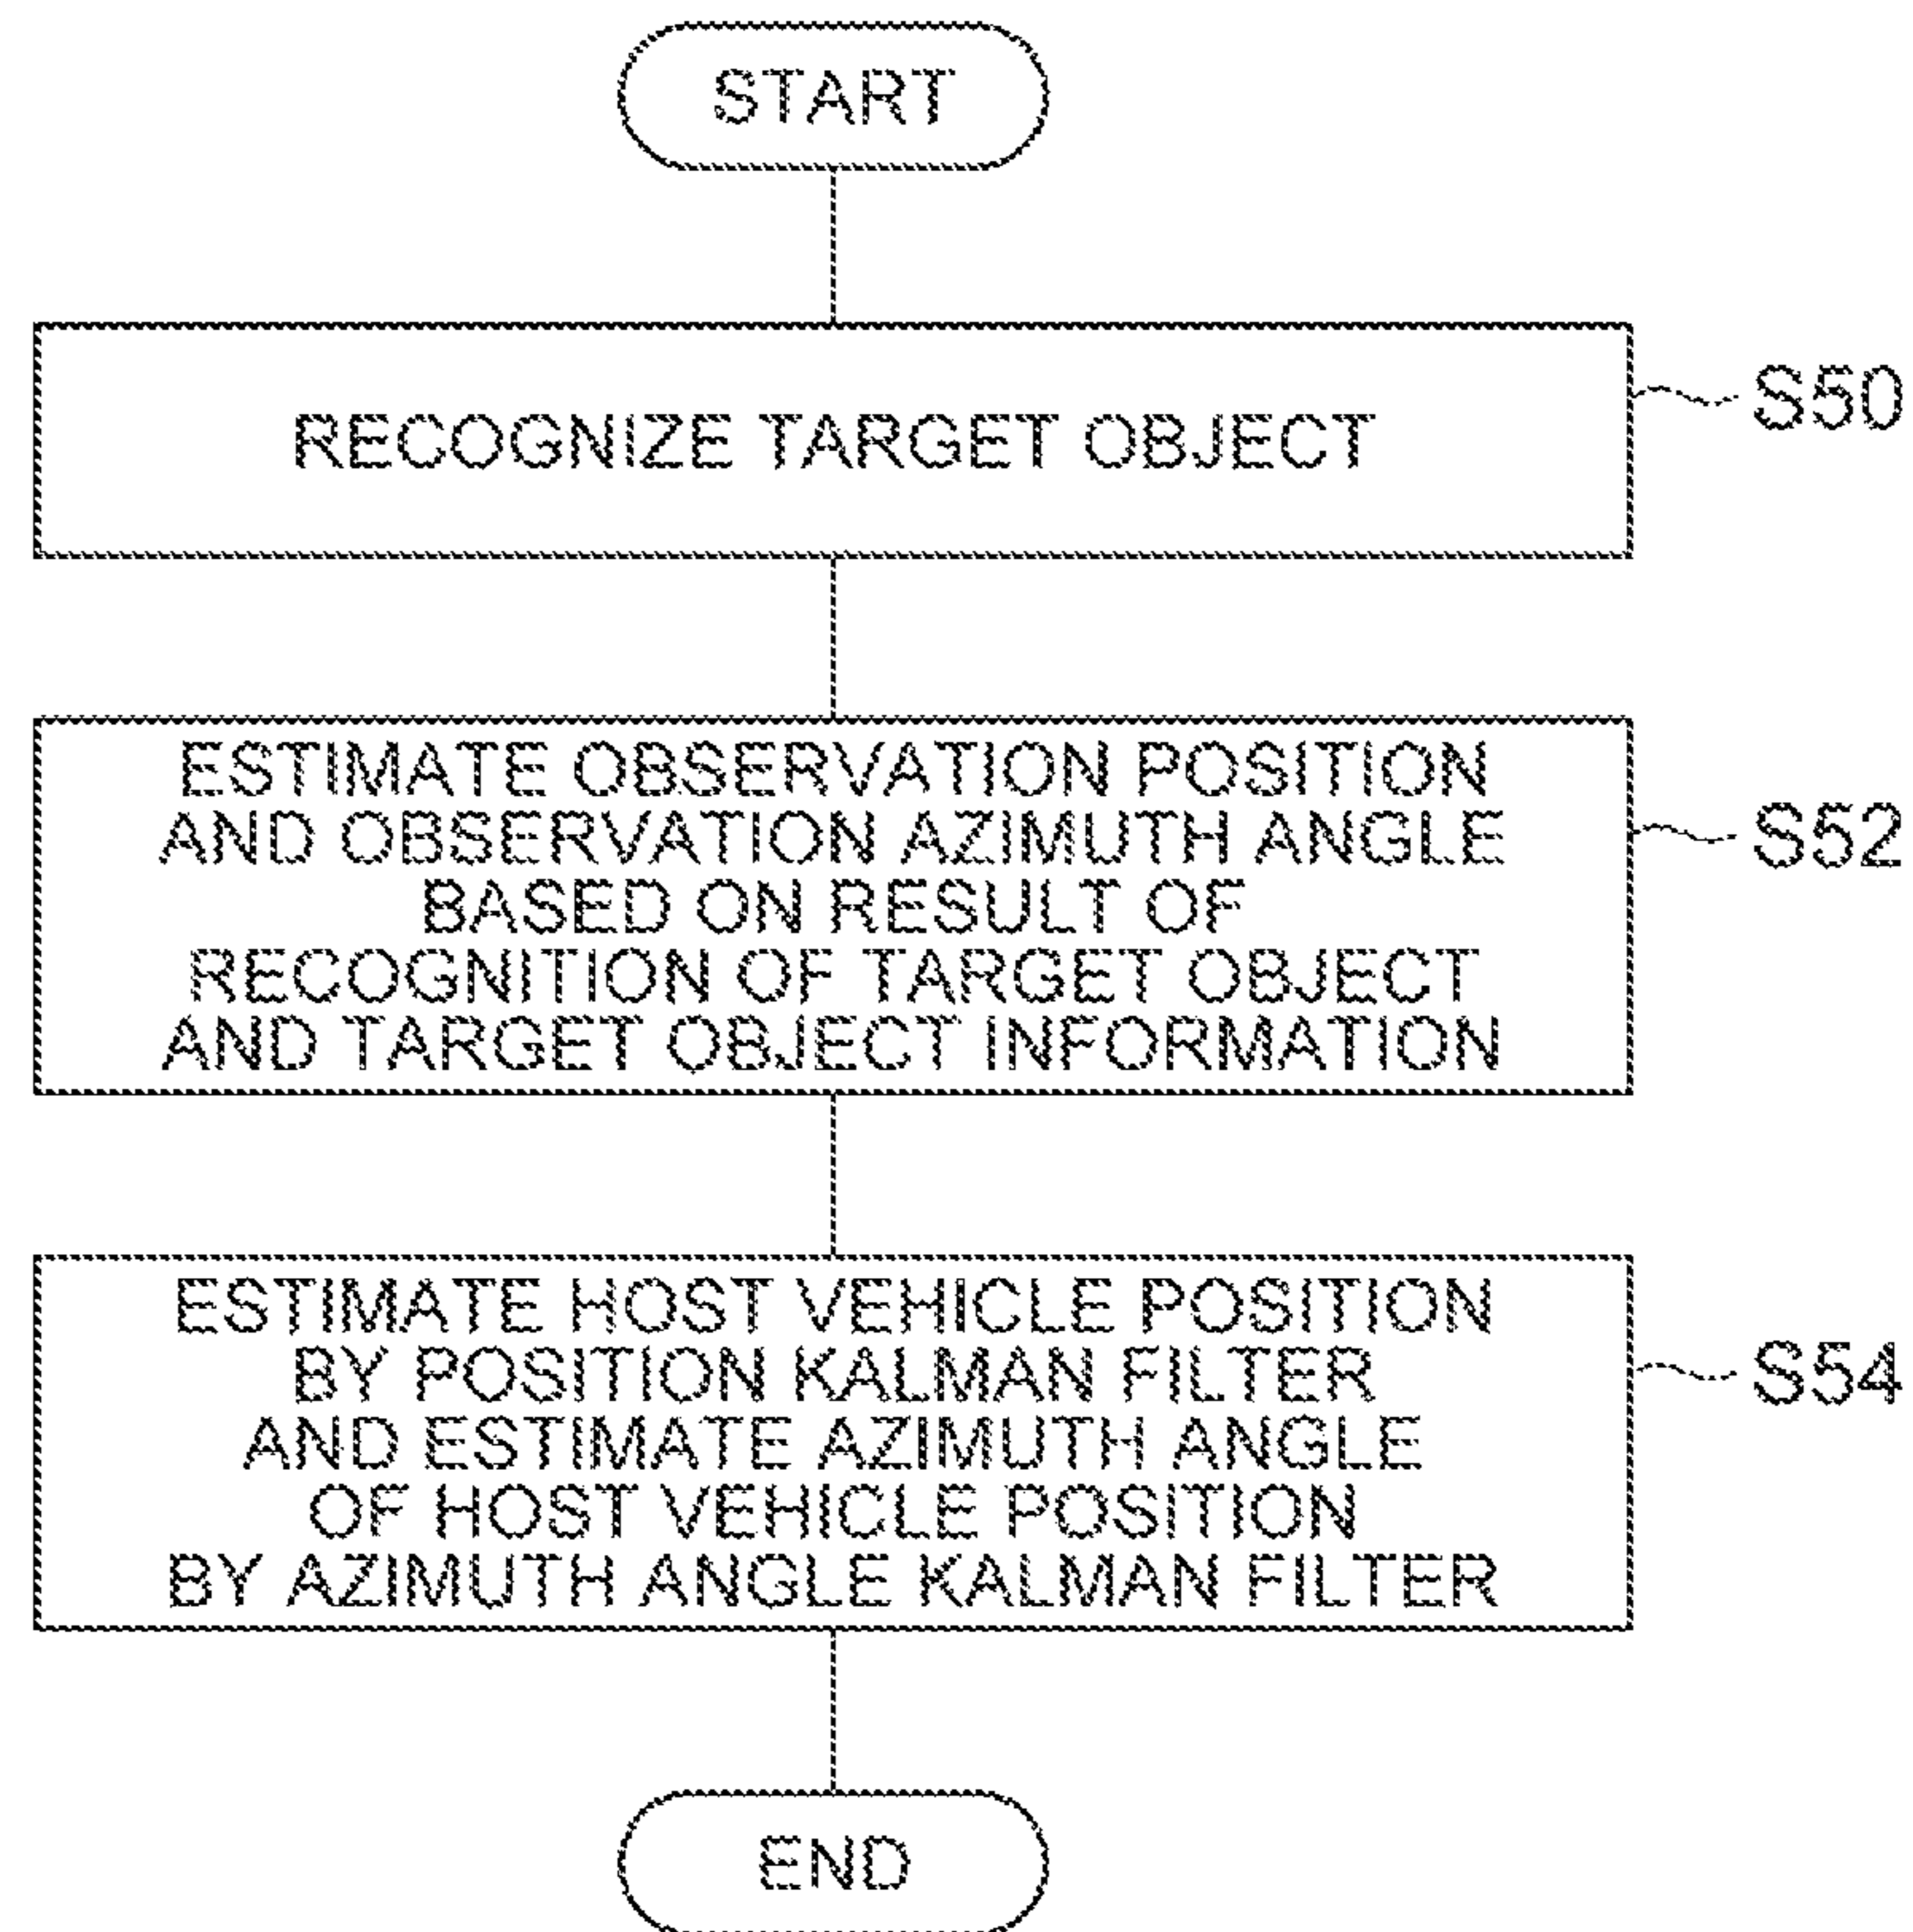 START
RECOGNIZE TARGET OBJECT
S50
ESTIMATE OBSERVATION POSITION
AND OBSERVATION AZIMUTH ANGLE
BASED ON RESULT OF
RECOGNITION OF TARGET OBJECT
AND TARGET OBJECT INFORMATION
S52
ESTIMATE HOST VEHICLE POSITION
BY POSITION KALMAN FILTER
AND ESTIMATE AZIMUTH ANGLE
OF HOST VEHICLE POSITION
BY AZIMUTH ANGLE KALMAN FILTER
S54
END